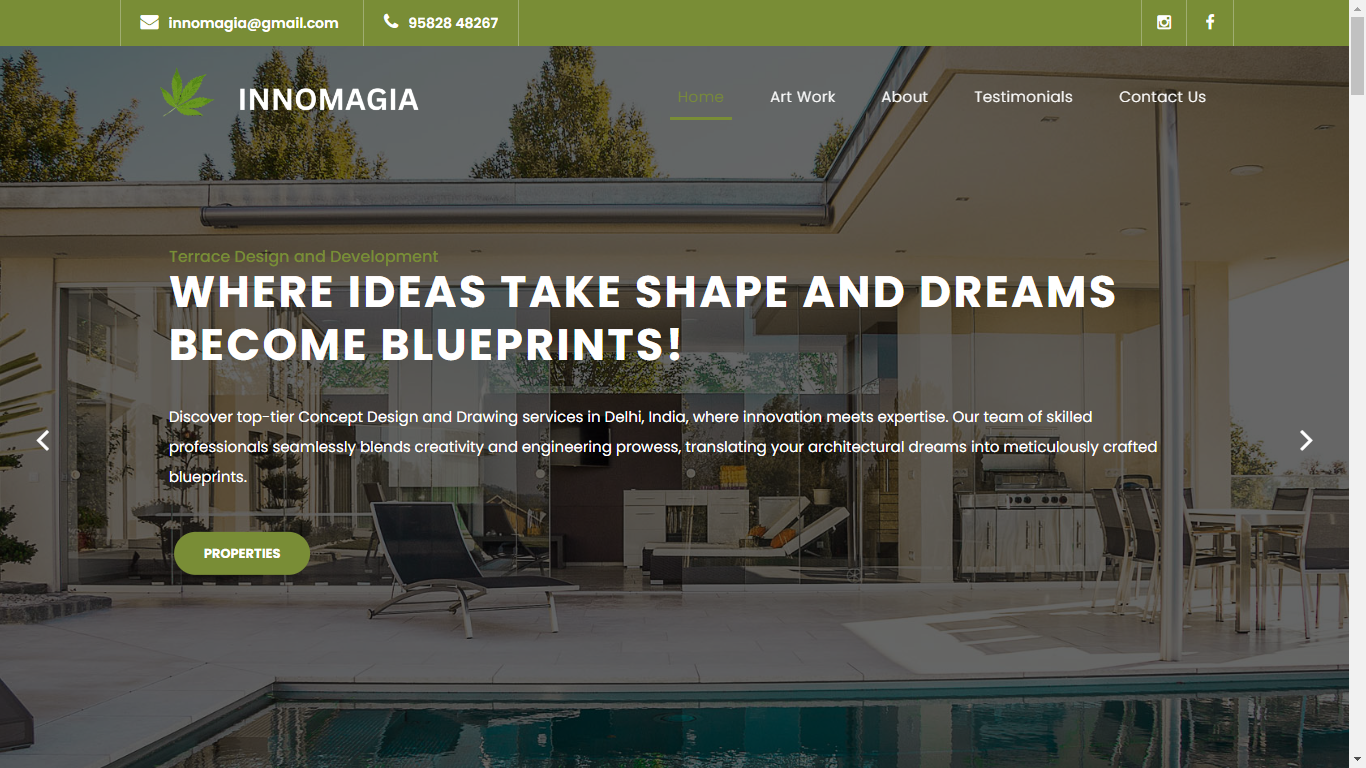 innomagia@gmail.com 95828 48267
INNOMAGIA Home Art Work About Testimonials Contact Us
Terrace Design and Development
WHERE IDEAS TAKE SHAPE AND DREAMS
BECOME BLUEPRINTS!
Discover top-tier Concept Design and Drawing services in Delhi, India, where innovation meets expertise. Our team of skilled
professionals seamlessly blends creativity and engineering prowess, translating your architectural dreams into meticulously crafted
blueprints.
PROPERTIES